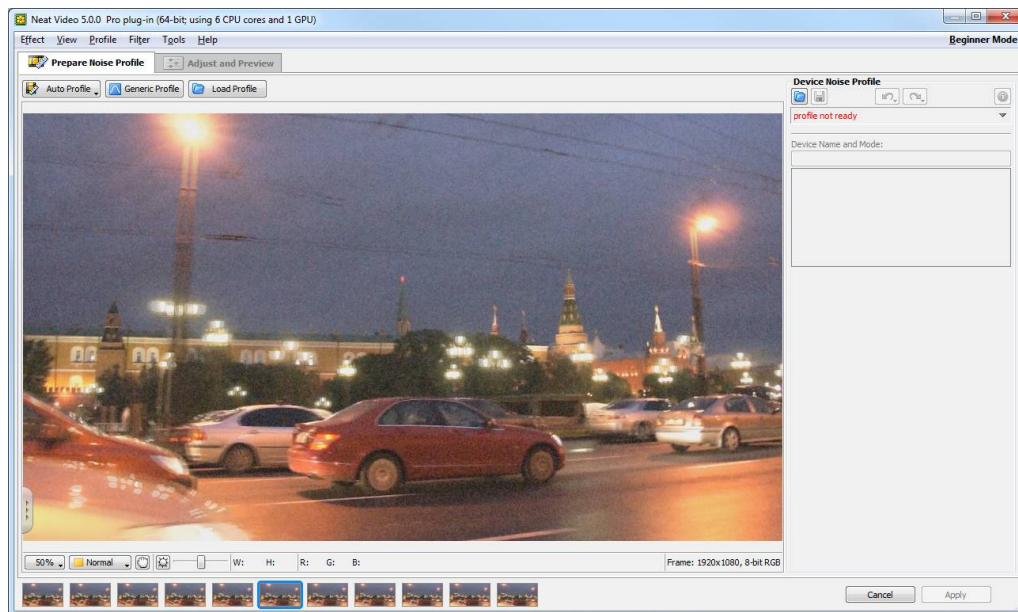 Neat Video 5.0.0 Pro plug-in (64-bit; using 6 CPU cores and 1 GPU)
Effect View Profile Filter Tools Help Beginner Mode
Prepare Noise Profile Adjust and Preview
Auto Profile Generic Profile Load Profile
Device Noise Profile
profile not ready
Device Name and Mode:
50% Normal W: H: R: G: B: Frame: 1920x1080, 8-bit RGB
Cancel Apply